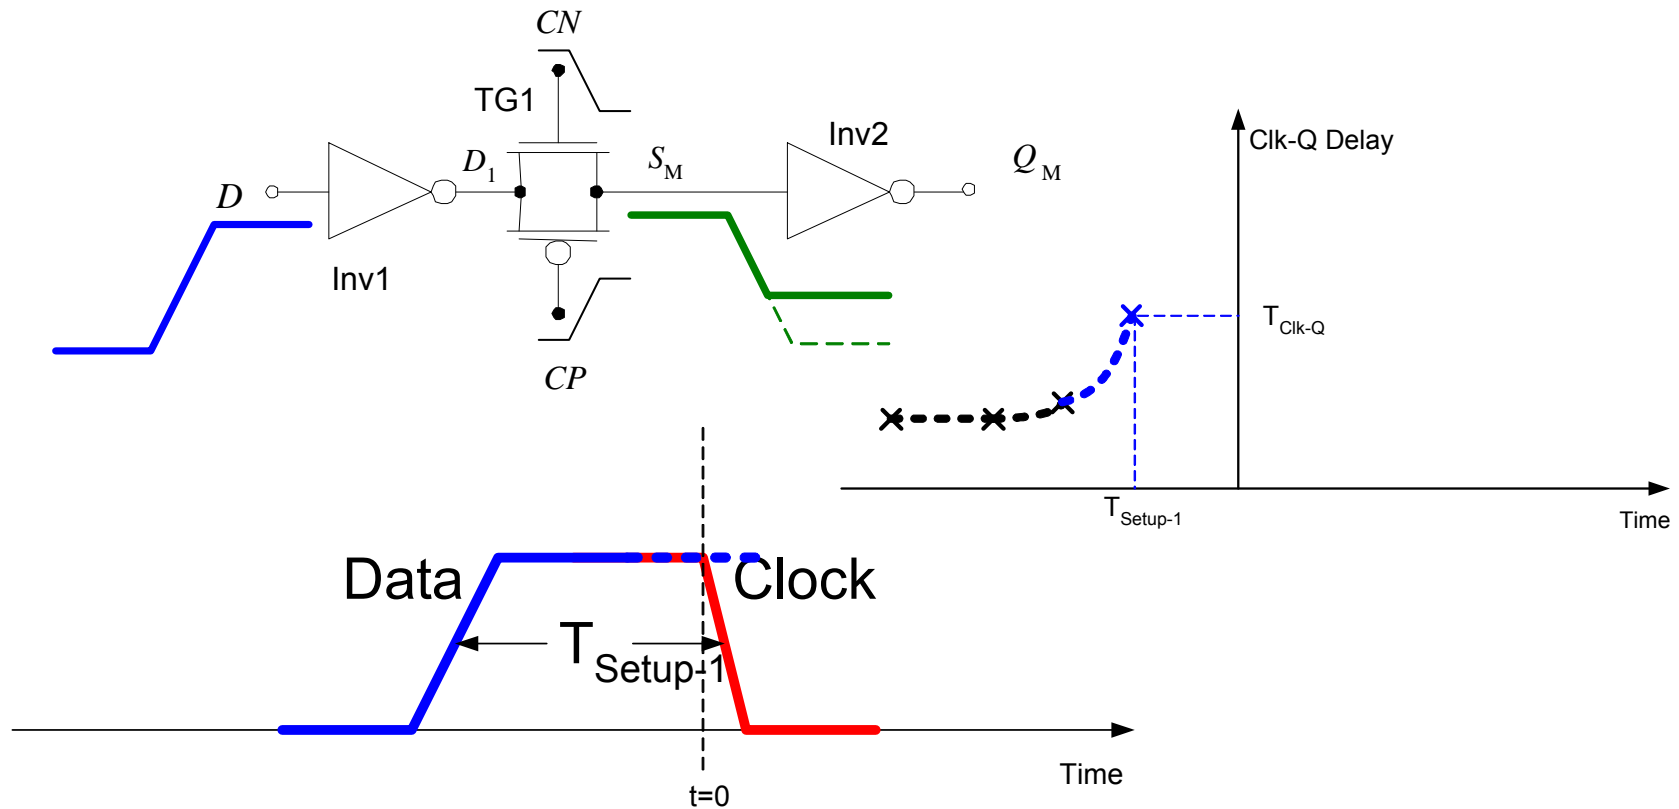 CN
TG1
Inv2
Clk-Q Delay
D
D1
SM
QM
Inv1
TClk-Q
CP
TSetup-1
Time
Data
Clock
TSetup-1
Time
t=0